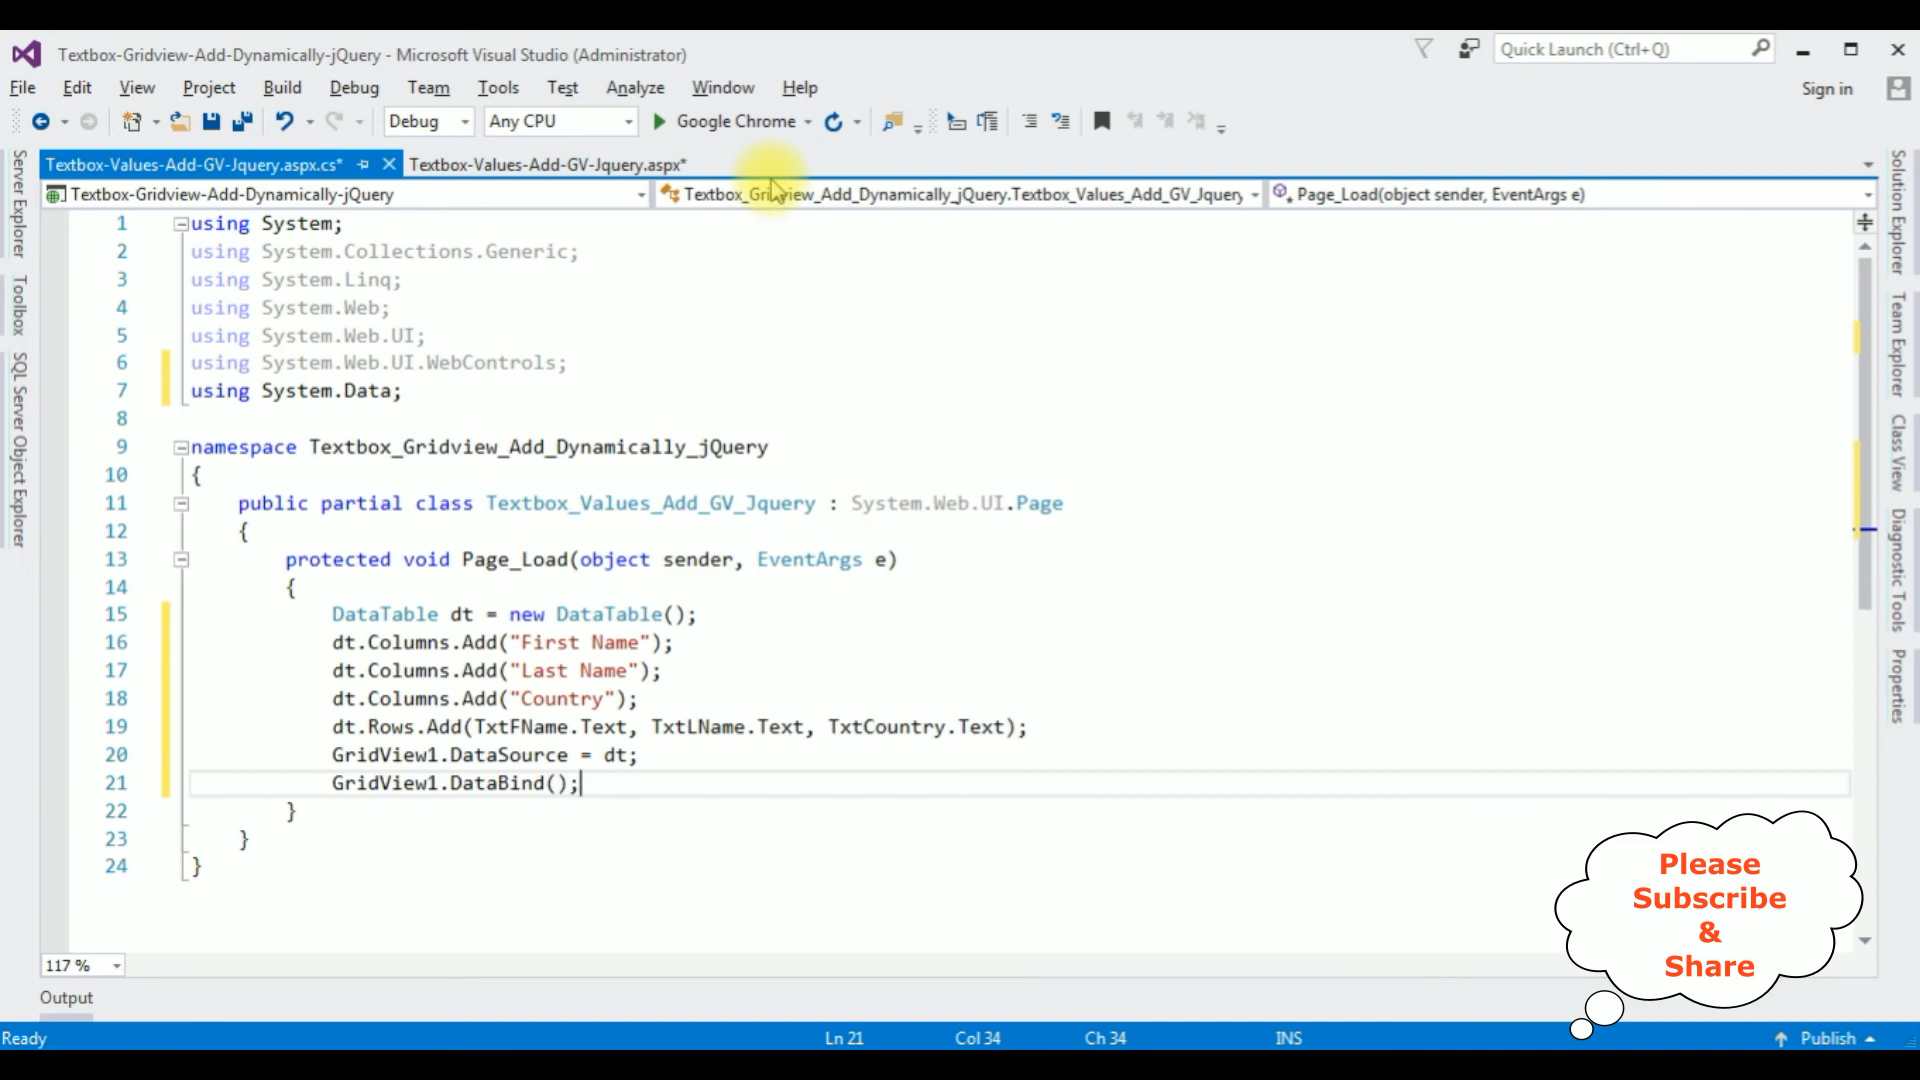 Textbox-Gridview-Add-Dynamically-jQuery - Microsoft Visual Studio (Administrator)
Quick Launch (Ctrl+Q)
File Edit View Project Build Debug Team Tools Test Analyze Window Help
Sign in
Debug Any CPU Google Chrome
Textbox-Values-Add-GV-Jquery.aspx.cs* Textbox-Values-Add-GV-Jquery.aspx*
Textbox-Gridview-Add-Dynamically-jQuery Textbox_Gridview_Add_Dynamically_jQuery.Textbox_Values_Add_GV_Jquery Page_Load(object sender, EventArgs e)
Server Explorer
Toolbox
SQL Server Object Explorer
1 using System;
2 using System.Collections.Generic;
3 using System.Linq;
4 using System.Web;
5 using System.Web.UI;
6 using System.Web.UI.WebControls;
7 using System.Data;
8
9 namespace Textbox_Gridview_Add_Dynamically_jQuery
10 {
11 public partial class Textbox_Values_Add_GV_Jquery : System.Web.UI.Page
12 {
13 protected void Page_Load(object sender, EventArgs e)
14 {
15 DataTable dt = new DataTable();
16 dt.Columns.Add("First Name");
17 dt.Columns.Add("Last Name");
18 dt.Columns.Add("Country");
19 dt.Rows.Add(TxtFName.Text, TxtLName.Text, TxtCountry.Text);
20 GridView1.DataSource = dt;
21 GridView1.DataBind();
22 }
23 }
24 }
Solution Explorer
Team Explorer
Class View
Diagnostic Tools
Properties
Please
Subscribe
&
Share
117 %
Output
Ready Ln 21 Col 34 Ch 34 INS Publish